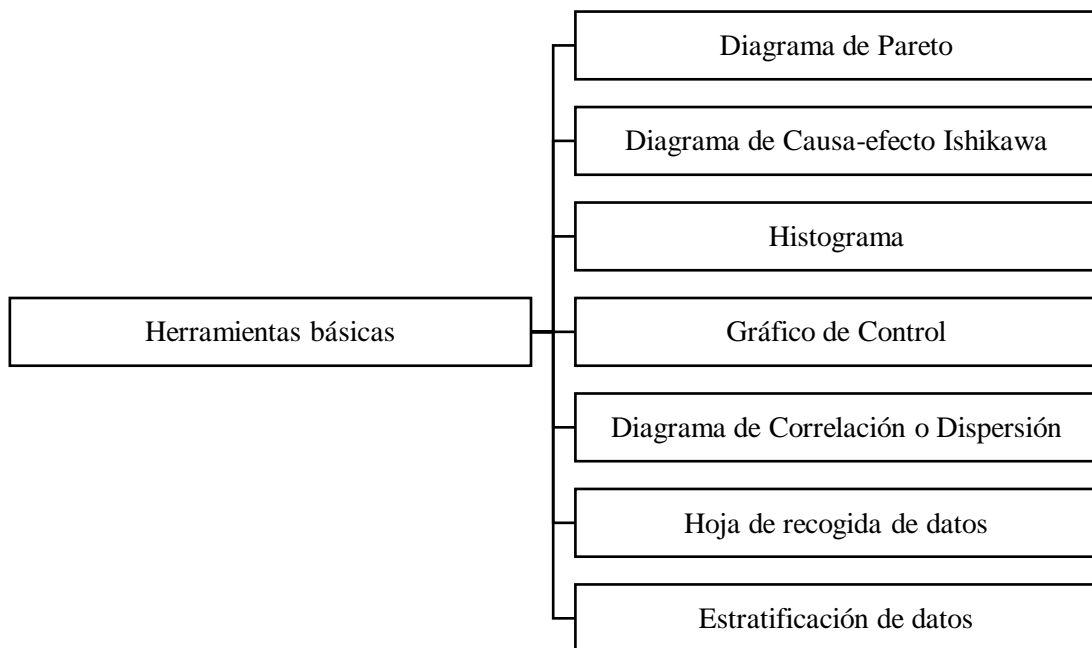 Diagrama de Pareto
Diagrama de Causa-efecto Ishikawa
Histograma
Herramientas básicas
Gráfico de Control
Diagrama de Correlación o Dispersión
Hoja de recogida de datos
Estratificación de datos